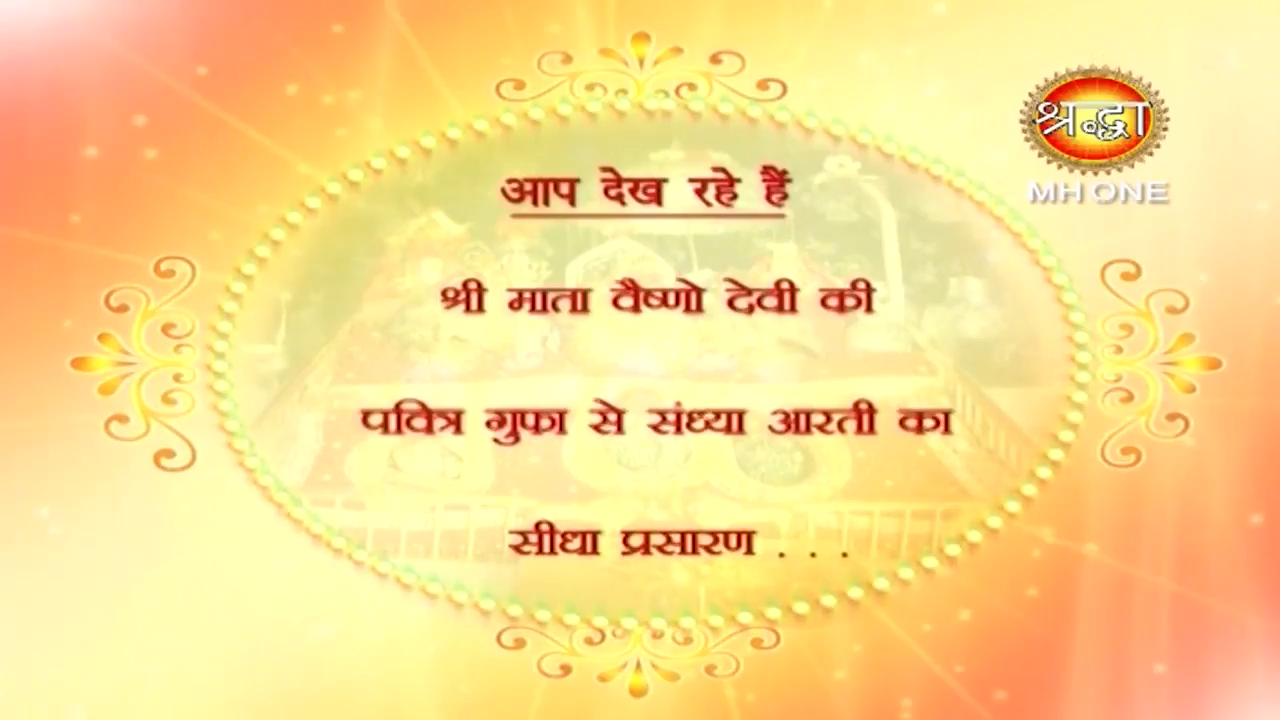 श्रद्धा
MH ONE
आप देख रहे हैं
श्री माता वैष्णो देवी की
पवित्र गुफा से संध्या आरती का
सीधा प्रसारण . . .